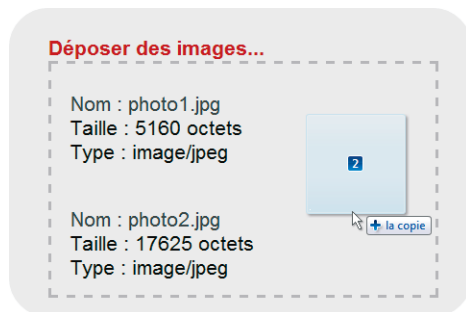 Déposer des images...
Nom : photo1.jpg
Taille : 5160 octets
Type : image/jpeg
2
la copie
Nom : photo2.jpg
Taille : 17625 octets
Type : image/jpeg